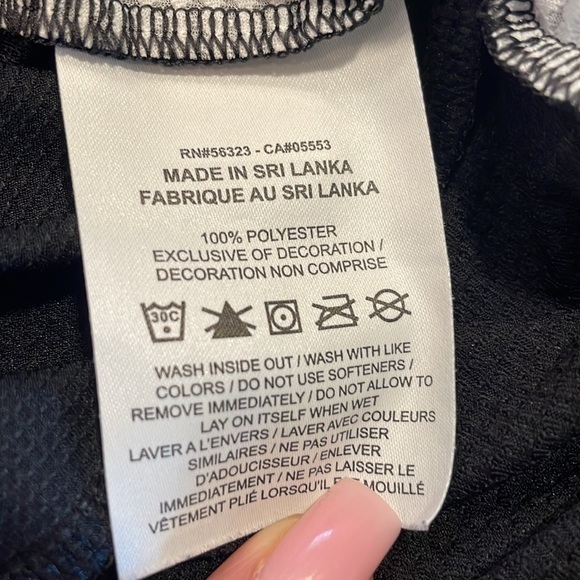 RN#56323 - CA#05553
MADE IN SRI LANKA
FABRIQUE AU SRI LANKA
100% POLYESTER
EXCLUSIVE OF DECORATION /
DECORATION NON COMPRISE
30C
WASH INSIDE OUT / WASH WITH LIKE
COLORS / DO NOT USE SOFTENERS /
REMOVE IMMEDIATELY / DO NOT ALLOW TO
LAY ON ITSELF WHEN WET
LAVER A L'ENVERS / LAVER AVEC COULEURS
SIMILAIRES / NE PAS UTILISER
D'ADOUCISSEUR / ENLEVER
IMMEDIATEMENT / NE PAS LAISSER LE
VÊTEMENT PLIÉ LORSQU'IL MOUILLÉ